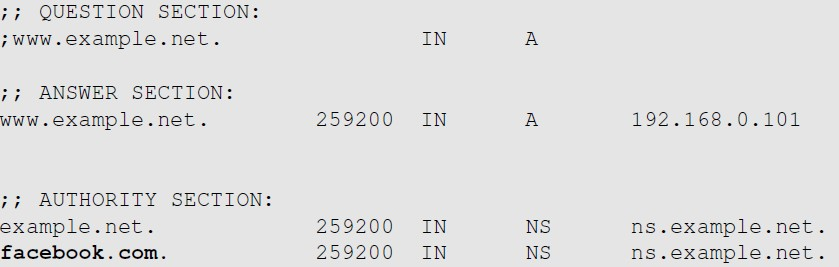 ;; QUESTION SECTION:
;www.example.net. IN A
;; ANSWER SECTION:
www.example.net. 259200 IN A 192.168.0.101
;; AUTHORITY SECTION:
example.net. 259200 IN NS ns.example.net.
facebook.com. 259200 IN NS ns.example.net.